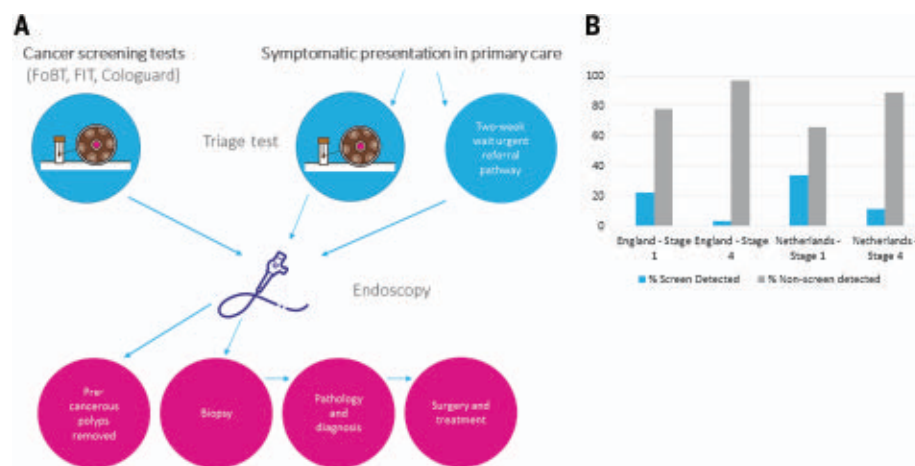 A
Cancer screening tests
(FoBT, FIT, Cologuard)
Symptomatic presentation in primary care
Triage test
Two-week
wait urgent
referral
pathway
Endoscopy
Pre-
cancerous
polyps
removed
Biopsy
Pathology
and
diagnosis
Surgery and
treatment
B
100
80
60
40
20
0
England - Stage
1
England - Stage
4
Netherlands -
Stage 1
Netherlands -
Stage 4
% Screen Detected
% Non-screen detected